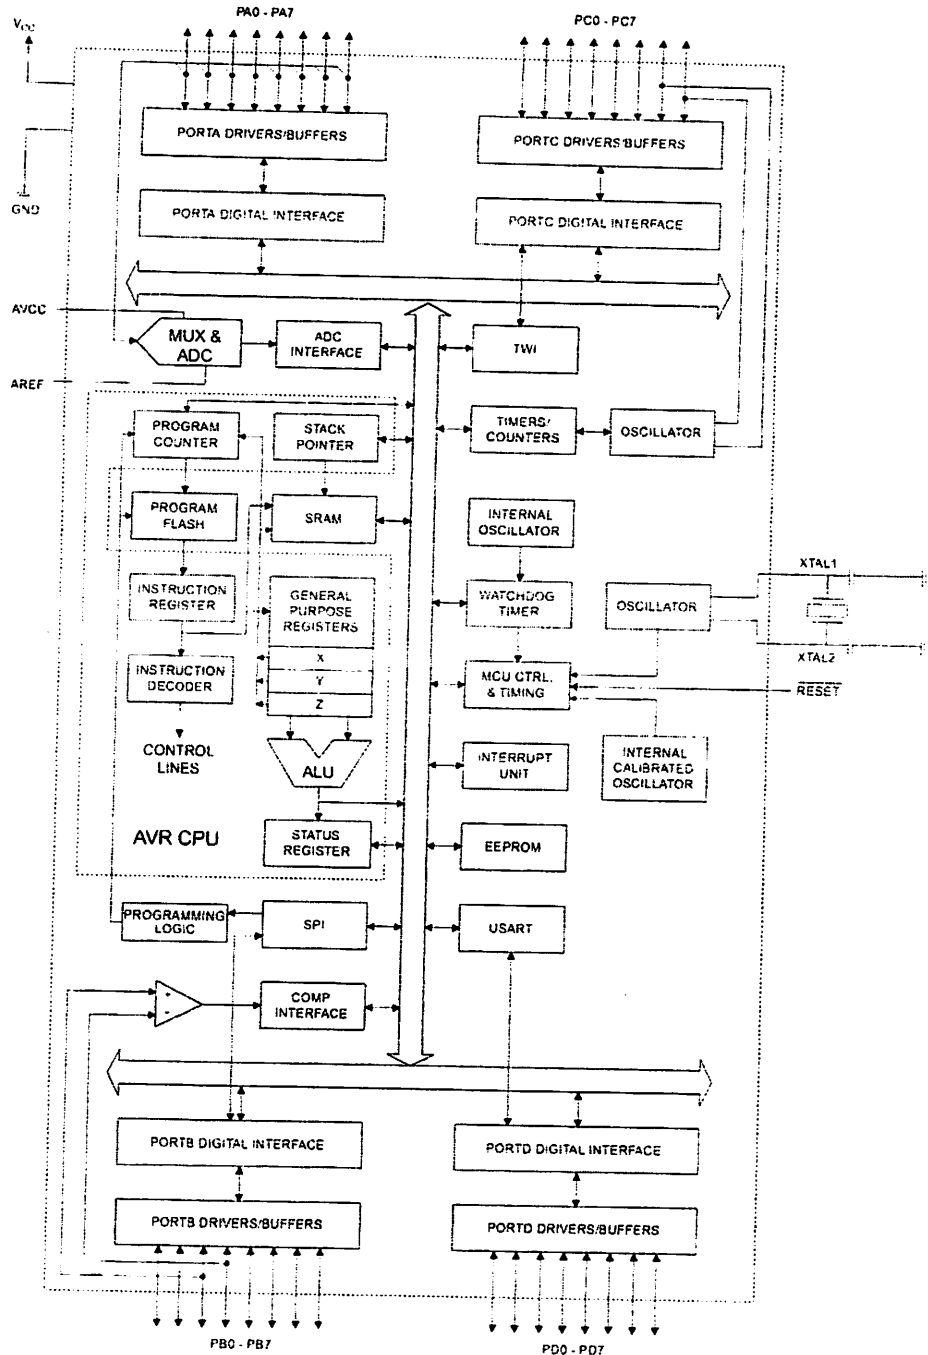 PA0 - PA7
PC0 - PC7
VCC
PORTA DRIVERS/BUFFERS
PORTC DRIVERS/BUFFERS
GND
PORTA DIGITAL INTERFACE
PORTC DIGITAL INTERFACE
AVCC
MUX &
ADC
ADC
INTERFACE
TWI
AREF
PROGRAM
COUNTER
STACK
POINTER
TIMERS/
COUNTERS
OSCILLATOR
PROGRAM
FLASH
SRAM
INTERNAL
OSCILLATOR
XTAL1
INSTRUCTION
REGISTER
GENERAL
PURPOSE
REGISTERS
WATCHDOG
TIMER
OSCILLATOR
X
XTAL2
INSTRUCTION
DECODER
Y
MCU CTRL.
& TIMING
RESET
Z
CONTROL
LINES
ALU
INTERRUPT
UNIT
INTERNAL
CALIBRATED
OSCILLATOR
AVR CPU
STATUS
REGISTER
EEPROM
PROGRAMMING
LOGIC
SPI
USART
+
-
COMP
INTERFACE
PORTB DIGITAL INTERFACE
PORTD DIGITAL INTERFACE
PORTB DRIVERS/BUFFERS
PORTD DRIVERS/BUFFERS
PB0 - PB7
PD0 - PD7